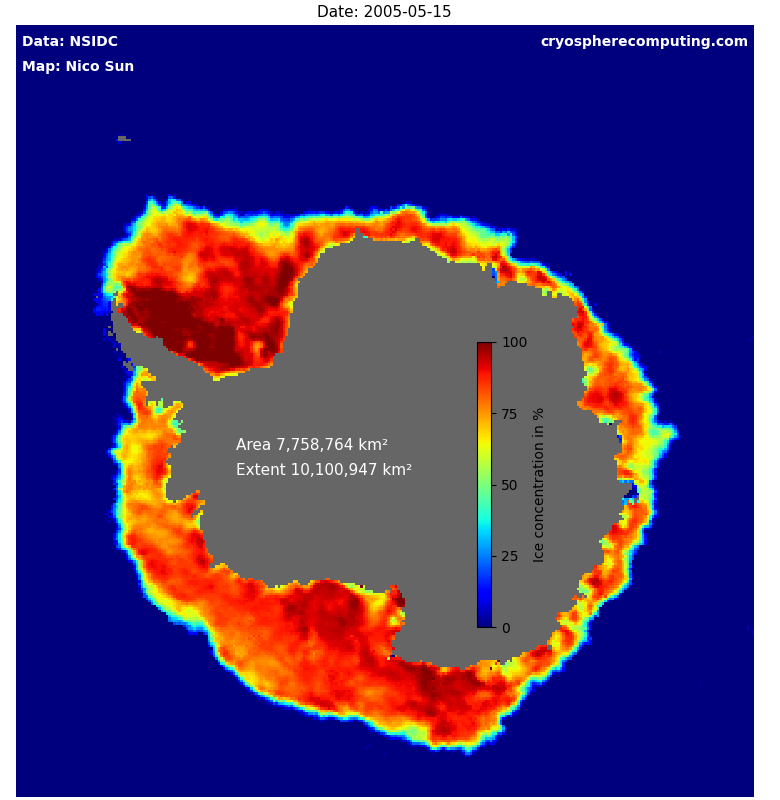 Date: 2005-05-15
Data: NSIDC
cryospherecomputing.com
Map: Nico Sun
Area 7,758,764 km²
Extent 10,100,947 km²
100
75
50
25
0
Ice concentration in %